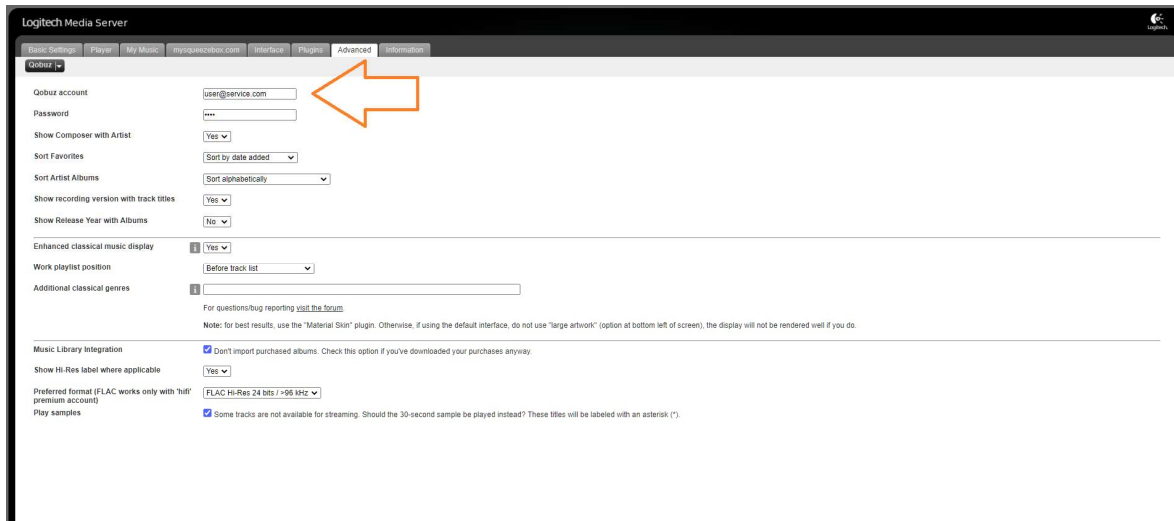 Logitech Media Server
Logitech
Basic Settings Player My Music mysqueezebox.com Interface Plugins Advanced Information
Qobuz
Qobuz account user@service.com
Password ••••
Show Composer with Artist Yes
Sort Favorites Sort by date added
Sort Artist Albums Sort alphabetically
Show recording version with track titles Yes
Show Release Year with Albums No
Enhanced classical music display i Yes
Work playlist position Before track list
Additional classical genres i
For questions/bug reporting visit the forum.
Note: for best results, use the "Material Skin" plugin. Otherwise, if using the default interface, do not use "large artwork" (option at bottom left of screen), the display will not be rendered well if you do.
Music Library Integration Don't import purchased albums. Check this option if you've downloaded your purchases anyway.
Show Hi-Res label where applicable Yes
Preferred format (FLAC works only with 'hifi' FLAC Hi-Res 24 bits / >96 kHz
premium account)
Play samples Some tracks are not available for streaming. Should the 30-second sample be played instead? These titles will be labeled with an asterisk (*).